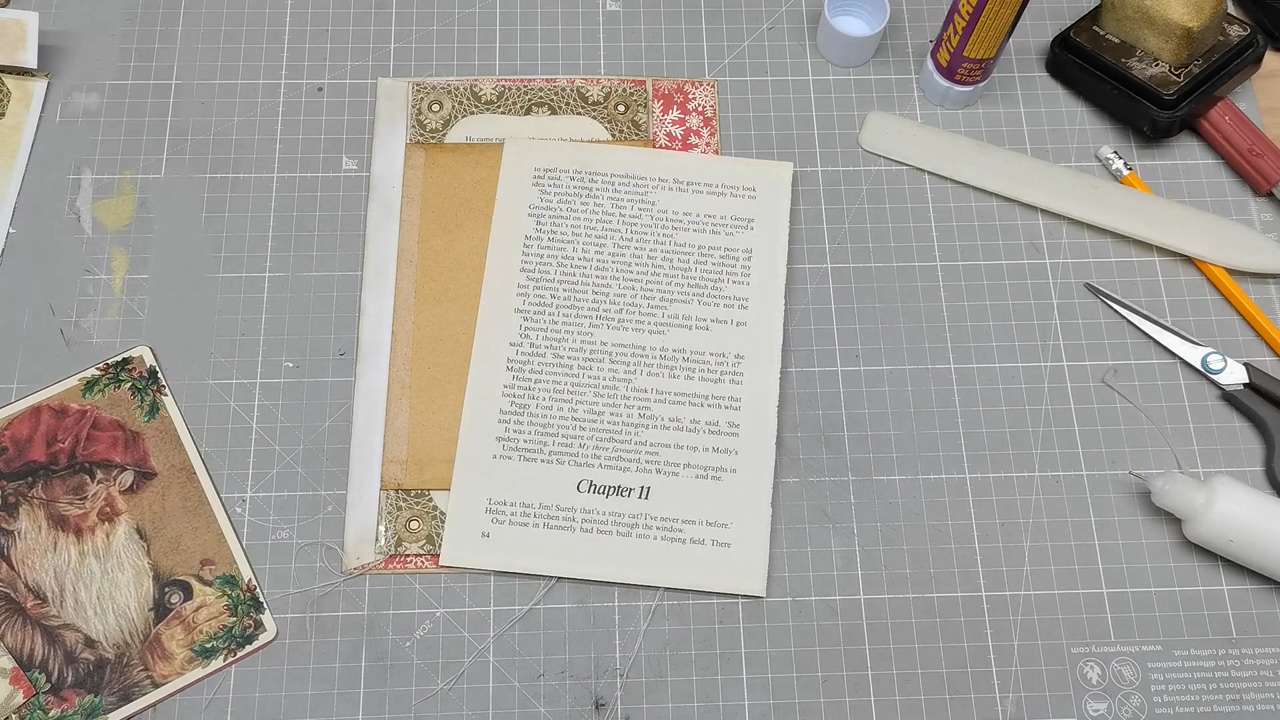 He came
to spell out the various possibilities to her. She gave me a frosty look
and said, "Well, the long and short of it is that you simply have no
idea what is wrong with the animal!" '
'She probably didn't mean anything.'
'You didn't see her. Then I went out to see a ewe at George
Grindley's. Out of the blue, he said, "You know, you've never cured a
single animal on my place. I hope you'll do better with this 'un." '
'But that's not true, James, I know it's not.'
'Maybe so, but he said it. And after that I had to go past poor old
Molly Minican's cottage. There was an auctioneer there, selling off
her furniture. It hit me again that her dog had died without my
having any idea what was wrong with him, though I treated him for
two years. She knew I didn't know and she must have thought I was a
dead loss. I think that was the lowest point of my hellish day.'
Siegfried spread his hands. 'Look, how many vets and doctors have
lost patients without being sure of their diagnosis? You're not the
only one. We all have days like today, James.'
I nodded goodbye and set off for home. I still felt low when I got
there and as I sat down Helen gave me a questioning look.
'What's the matter, Jim? You're very quiet.'
I poured out my story.
'Oh, I thought it must be something to do with your work,' she
said. 'But what's really getting you down is Molly Minican, isn't it?'
I nodded. 'She was special. Seeing all her things lying in her garden
brought everything back to me, and I don't like the thought that
Molly died convinced I was a chump.'
Helen gave me a quizzical smile. 'I think I have something here that
will make you feel better.' She left the room and came back with what
looked like a framed picture under her arm.
'Peggy Ford in the village was at Molly's sale,' she said. 'She
handed this in to me because it was hanging in the old lady's bedroom
and she thought you'd be interested in it.'
It was a framed square of cardboard and across the top, in Molly's
spidery writing, I read: My three favourite men.
Underneath, gummed to the cardboard, were three photographs in
a row. There was Sir Charles Armitage, John Wayne . . . and me.
Chapter 11
'Look at that, Jim! Surely that's a stray cat? I've never seen it before.'
Helen, at the kitchen sink, pointed through the window.
Our house in Hannerly had been built into a sloping field. There
84
WiZARD
40G
GLUE
STICK
A3
90°
2CM
www.shinymerry.com